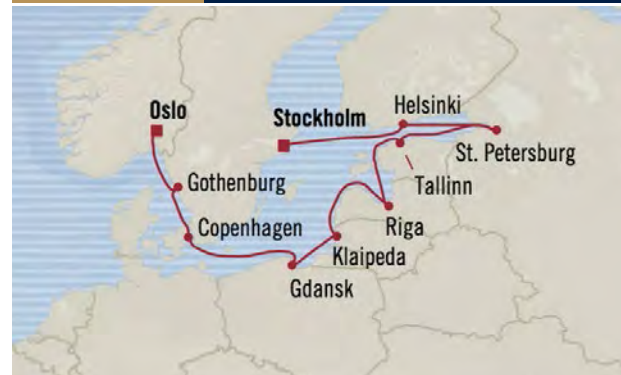 Oslo
Stockholm
Helsinki
St. Petersburg
Tallinn
Gothenburg
Copenhagen
Riga
Klaipeda
Gdansk